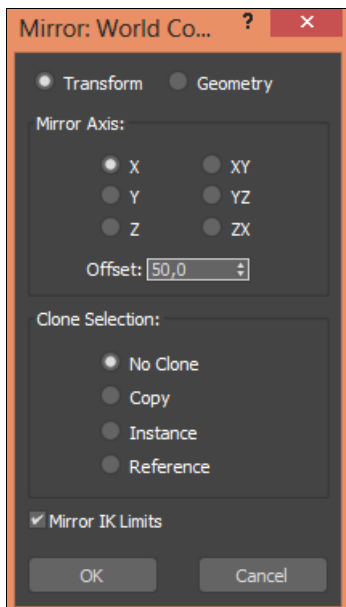 Mirror: World Co... ? ×
Transform Geometry
Mirror Axis:
X XY
Y YZ
Z ZX
Offset: 50,0
Clone Selection:
No Clone
Copy
Instance
Reference
Mirror IK Limits
OK Cancel